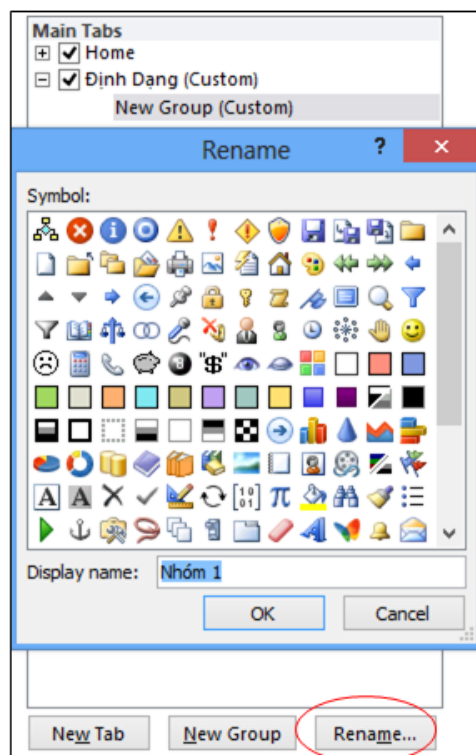 Main Tabs
Home
Định Dạng (Custom)
New Group (Custom)
Rename ?
Symbol:
Display name: Nhóm 1
OK Cancel
New Tab New Group Rename...